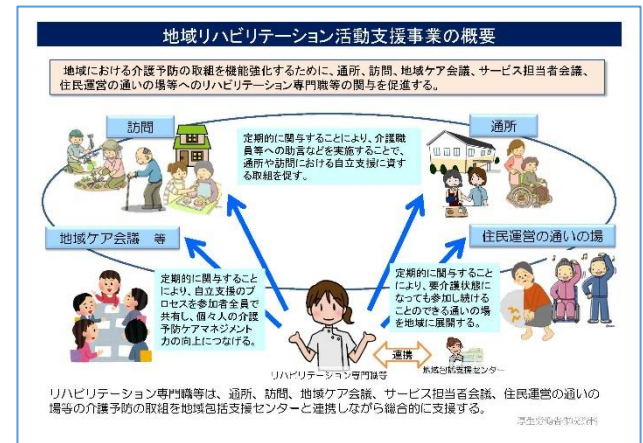 地域リハビリテーション活動支援事業の概要
地域における介護予防の取組を機能強化するために、通所、訪問、地域ケア会議、サービス担当者会議、
住民運営の通いの場等へのリハビリテーション専門職等の関与を促進する。
訪問
通所
定期的に関与することにより、介護職
員等への助言などを実施することで、
通所や訪問における自立支援に資す
る取組を促す。
地域ケア会議 等
住民運営の通いの場
定期的に関与すること
により、自立支援のプ
ロセスを参加者全員で
共有し、個々人の介護
予防ケアマネジメント
力の向上につなげる。
定期的に関与すること
により、要介護状態に
なっても参加し続ける
ことのできる通いの場
を地域に展開する。
連携
リハビリテーション専門職等
地域包括支援センター
リハビリテーション専門職等は、通所、訪問、地域ケア会議、サービス担当者会議、住民運営の通いの
場等の介護予防の取組を地域包括支援センターと連携しながら総合的に支援する。
厚生労働省作成資料